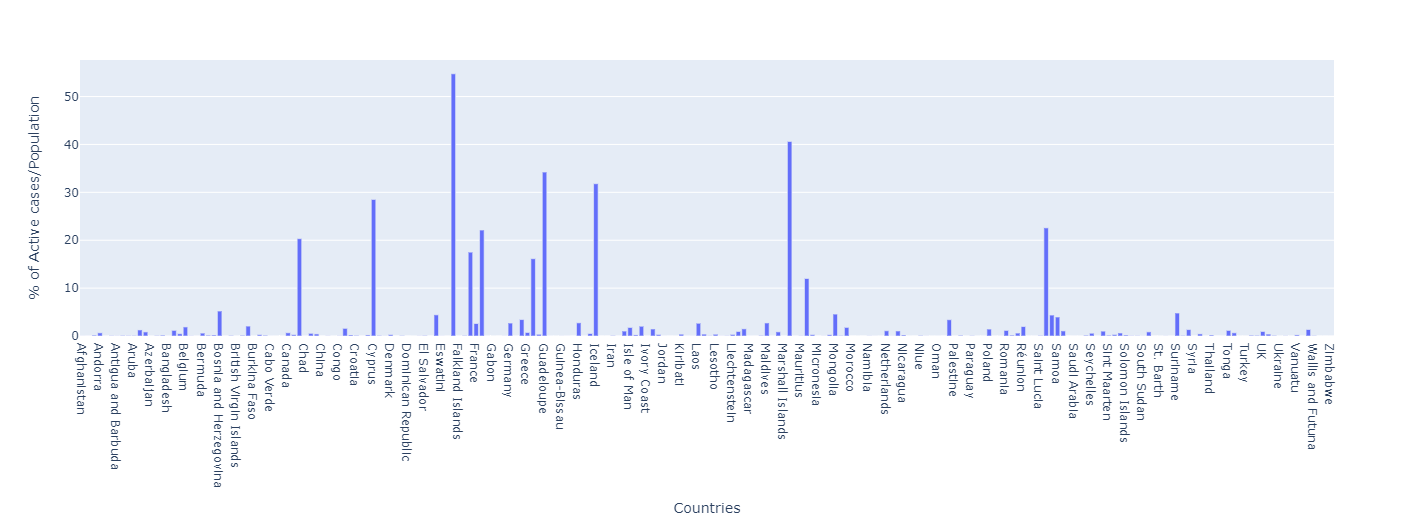 % of Active cases/Population
50
40
30
20
10
0
Afghanistan
Andorra
Antigua and Barbuda
Aruba
Azerbaijan
Bangladesh
Belgium
Bermuda
Bosnia and Herzegovina
British Virgin Islands
Burkina Faso
Cabo Verde
Canada
Chad
China
Congo
Croatia
Cyprus
Denmark
Dominican Republic
El Salvador
Eswatini
Falkland Islands
France
Gabon
Germany
Greece
Guadeloupe
Guinea-Bissau
Honduras
Iceland
Iran
Isle of Man
Ivory Coast
Jordan
Kiribati
Laos
Lesotho
Liechtenstein
Madagascar
Maldives
Marshall Islands
Mauritius
Micronesia
Mongolia
Morocco
Namibia
Netherlands
Nicaragua
Niue
Oman
Palestine
Paraguay
Poland
Romania
Réunion
Saint Lucia
Samoa
Saudi Arabia
Seychelles
Sint Maarten
Solomon Islands
South Sudan
St. Barth
Suriname
Syria
Thailand
Tonga
Turkey
UK
Ukraine
Vanuatu
Wallis and Futuna
Zimbabwe
Countries